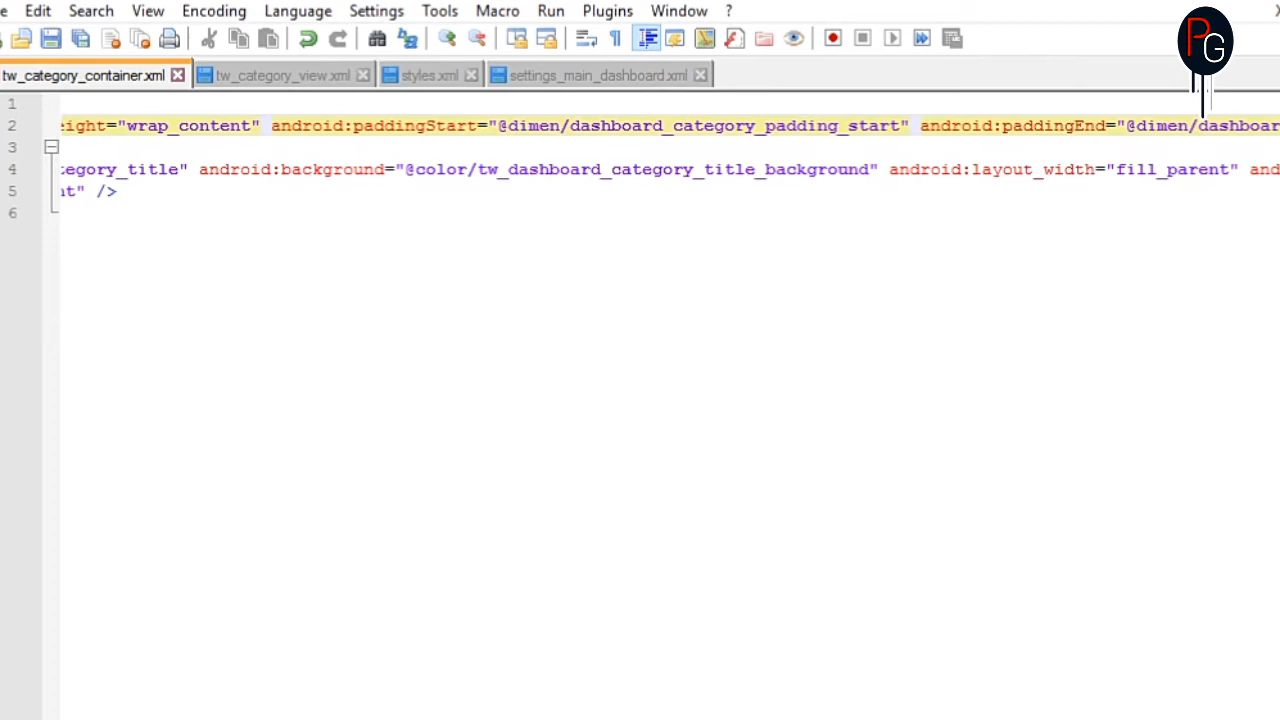 Edit Search View Encoding Language Settings Tools Macro Run Plugins Window ?
PG
tw_category_container.xml tw_category_view.xml styles.xml settings_main_dashboard.xml
1
2 eight="wrap_content" android:paddingStart="@dimen/dashboard_category_padding_start" android:paddingEnd="@dimen/dashboar
3
4 tegory_title" android:background="@color/tw_dashboard_category_title_background" android:layout_width="fill_parent" and
5 nt" />
6